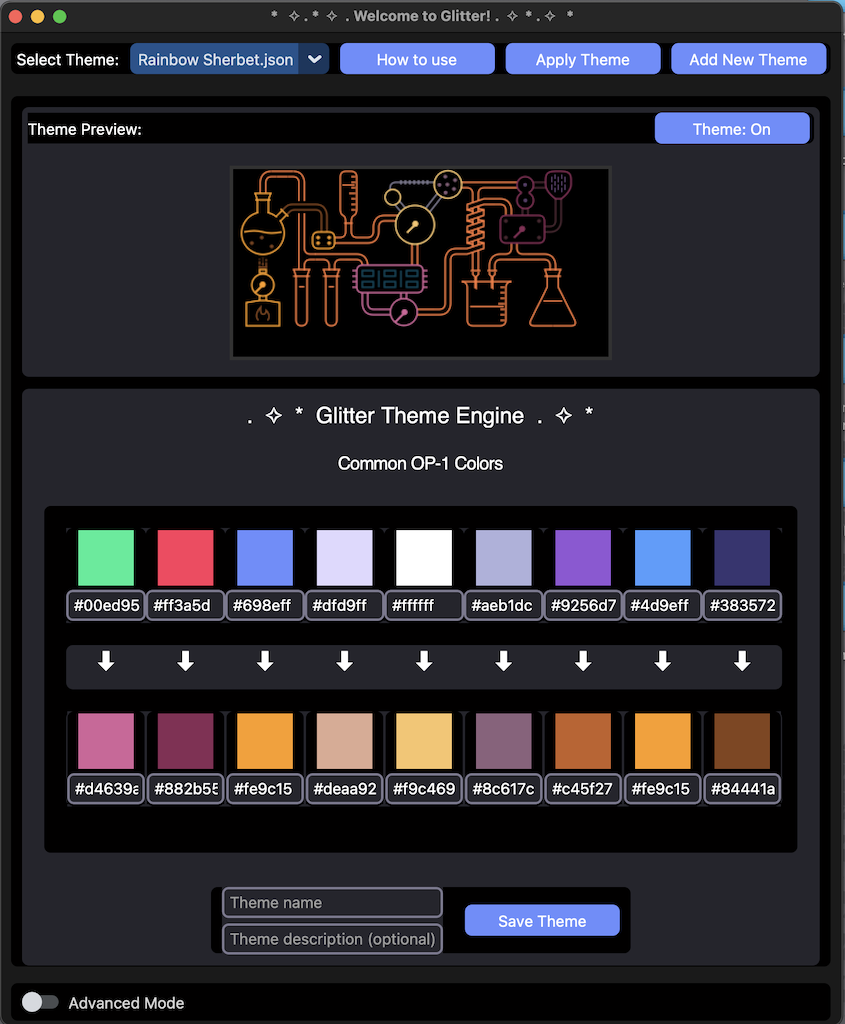 * ✧ . * ✧ . Welcome to Glitter! . ✧ * . ✧ *
Select Theme: Rainbow Sherbet.json How to use Apply Theme Add New Theme
Theme Preview: Theme: On
. ✧ * Glitter Theme Engine . ✧ *
Common OP-1 Colors
#00ed95 #ff3a5d #698eff #dfd9ff #ffffff #aeb1dc #9256d7 #4d9eff #383572
⬇ ⬇ ⬇ ⬇ ⬇ ⬇ ⬇ ⬇ ⬇
#d4639a #882b55 #fe9c15 #deaa92 #f9c469 #8c617c #c45f27 #fe9c15 #84441a
Theme name
Theme description (optional)
Save Theme
Advanced Mode